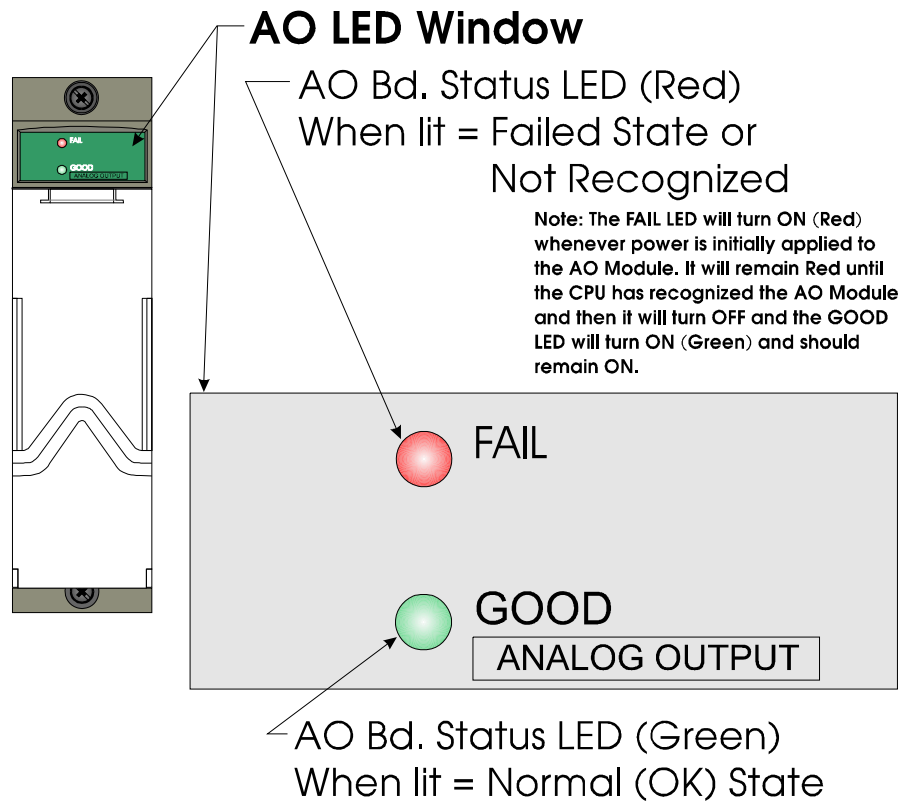 AO LED Window
AO Bd. Status LED (Red)
When lit = Failed State or
Not Recognized
FAIL
GOOD
ANALOG OUTPUT
Note: The FAIL LED will turn ON (Red)
whenever power is initially applied to
the AO Module. It will remain Red until
the CPU has recognized the AO Module
and then it will turn OFF and the GOOD
LED will turn ON (Green) and should
remain ON.
FAIL
GOOD
ANALOG OUTPUT
AO Bd. Status LED (Green)
When lit = Normal (OK) State